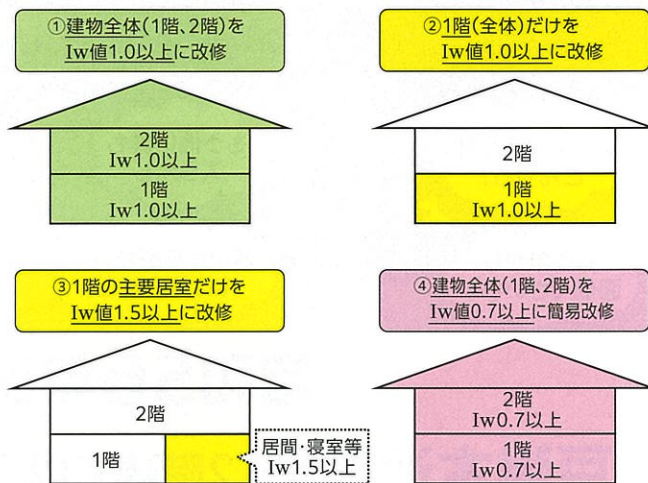 ①建物全体(1階、2階)を
Iw値1.0以上に改修
2階
Iw1.0以上
1階
Iw1.0以上
②1階(全体)だけを
Iw値1.0以上に改修
2階
1階
Iw1.0以上
③1階の主要居室だけを
Iw値1.5以上に改修
2階
1階
居間・寝室等
Iw1.5以上
④建物全体(1階、2階)を
Iw値0.7以上に簡易改修
2階
Iw0.7以上
1階
Iw0.7以上